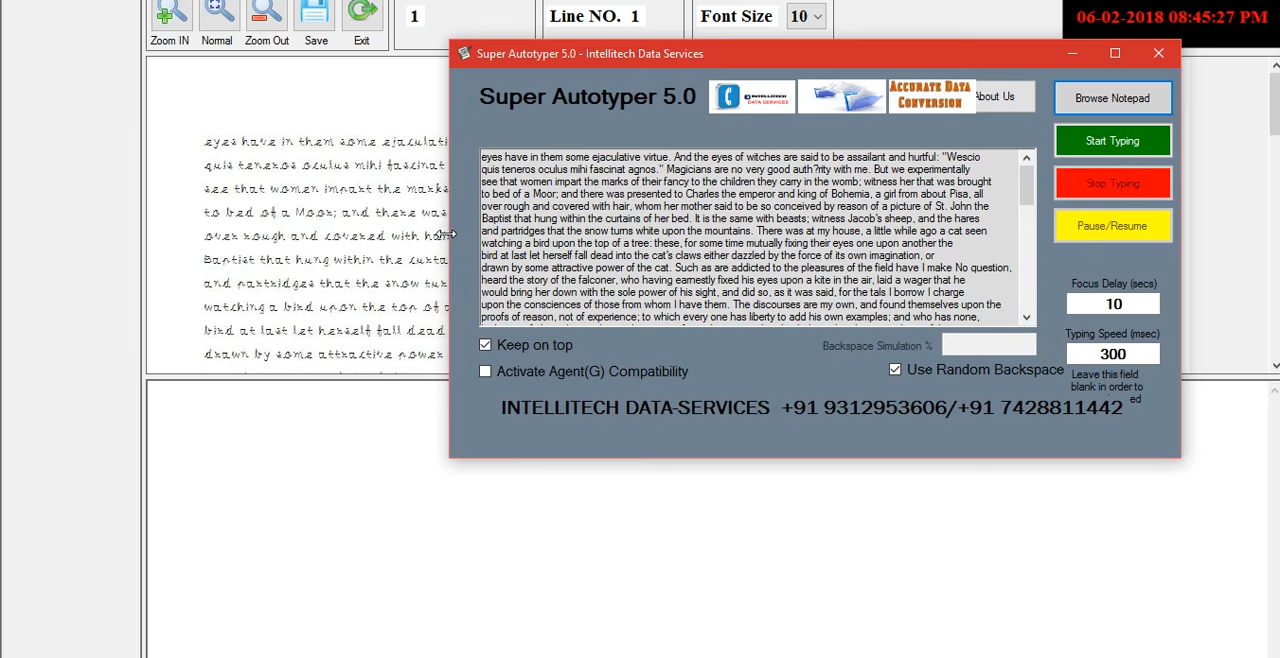 1
Line NO. 1
Font Size
10
06-02-2018 08:45:27 PM
Zoom IN
Normal
Zoom Out
Save
Exit
Super Autotyper 5.0 - Intellitech Data Services
Super Autotyper 5.0
INTELLITECH
DATA SERVICES
ACCURATE DATA
CONVERSION
About Us
Browse Notepad
Start Typing
Stop Typing
Pause/Resume
Focus Delay (secs)
10
Typing Speed (msec)
300
Leave this field
blank in order to
ed
eyes have in them some ejaculative virtue. And the eyes of witches are said to be assailant and hurtful: "Wescio
quis teneros oculus mihi fascinat agnos." Magicians are no very good auth?rity with me. But we experimentally
see that women impart the marks of their fancy to the children they carry in the womb; witness her that was brought
to bed of a Moor; and there was presented to Charles the emperor and king of Bohemia, a girl from about Pisa, all
over rough and covered with hair, whom her mother said to be so conceived by reason of a picture of St. John the
Baptist that hung within the curtains of her bed. It is the same with beasts; witness Jacob's sheep, and the hares
and partridges that the snow turns white upon the mountains. There was at my house, a little while ago a cat seen
watching a bird upon the top of a tree: these, for some time mutually fixing their eyes one upon another the
bird at last let herself fall dead into the cat's claws either dazzled by the force of its own imagination, or
drawn by some attractive power of the cat. Such as are addicted to the pleasures of the field have I make No question,
heard the story of the falconer, who having earnestly fixed his eyes upon a kite in the air, laid a wager that he
would bring her down with the sole power of his sight, and did so, as it was said, for the tals I borrow I charge
upon the consciences of those from whom I have them. The discourses are my own, and found themselves upon the
proofs of reason, not of experience; to which every one has liberty to add his own examples; and who has none,
Keep on top
Backspace Simulation %
Activate Agent(G) Compatibility
Use Random Backspace
INTELLITECH DATA-SERVICES +91 9312953606/+91 7428811442
eyes have in them some ejaculati
quis teneros oculus mihi fascinat
see that women impart the marks
to bed of a Moor; and there was
over rough and covered with hai
Baptist that hung within the curta
and partridges that the snow tur
watching a bird upon the top of a
bird at last let herself fall dead
drawn by some attractive power